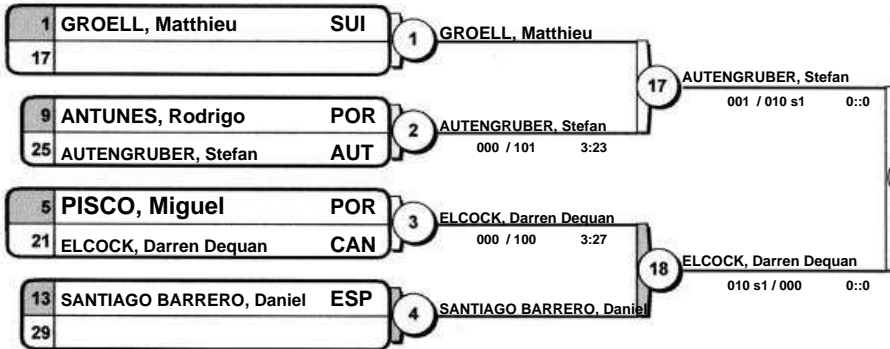 1 GROELL, Matthieu SUI
17
1 GROELL, Matthieu
9 ANTUNES, Rodrigo POR
25 AUTENGRUBER, Stefan AUT
2 AUTENGRUBER, Stefan
000 / 101 3:23
17 AUTENGRUBER, Stefan
001 / 010 s1 0::0
5 PISCO, Miguel POR
21 ELCOCK, Darren Dequan CAN
3 ELCOCK, Darren Dequan
000 / 100 3:27
13 SANTIAGO BARRERO, Daniel ESP
29
4 SANTIAGO BARRERO, Daniel
18 ELCOCK, Darren Dequan
010 s1 / 000 0::0